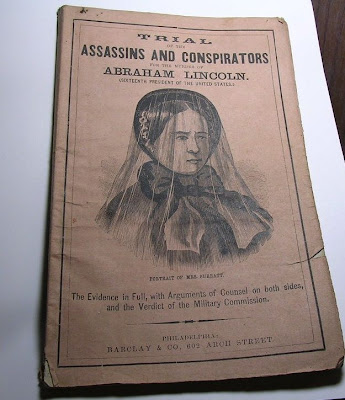 TRIAL
OF THE
ASSASSINS AND CONSPIRATORS
FOR THE MURDER OF
ABRAHAM LINCOLN.
(SIXTEENTH PRESIDENT OF THE UNITED STATES.)
PORTRAIT OF MRS. SURRATT.
The Evidence in Full, with Arguments of Counsel on both sides,
and the Verdict of the Military Commission.
PHILADELPHIA:
BARCLAY & CO., 602 ARCH STREET